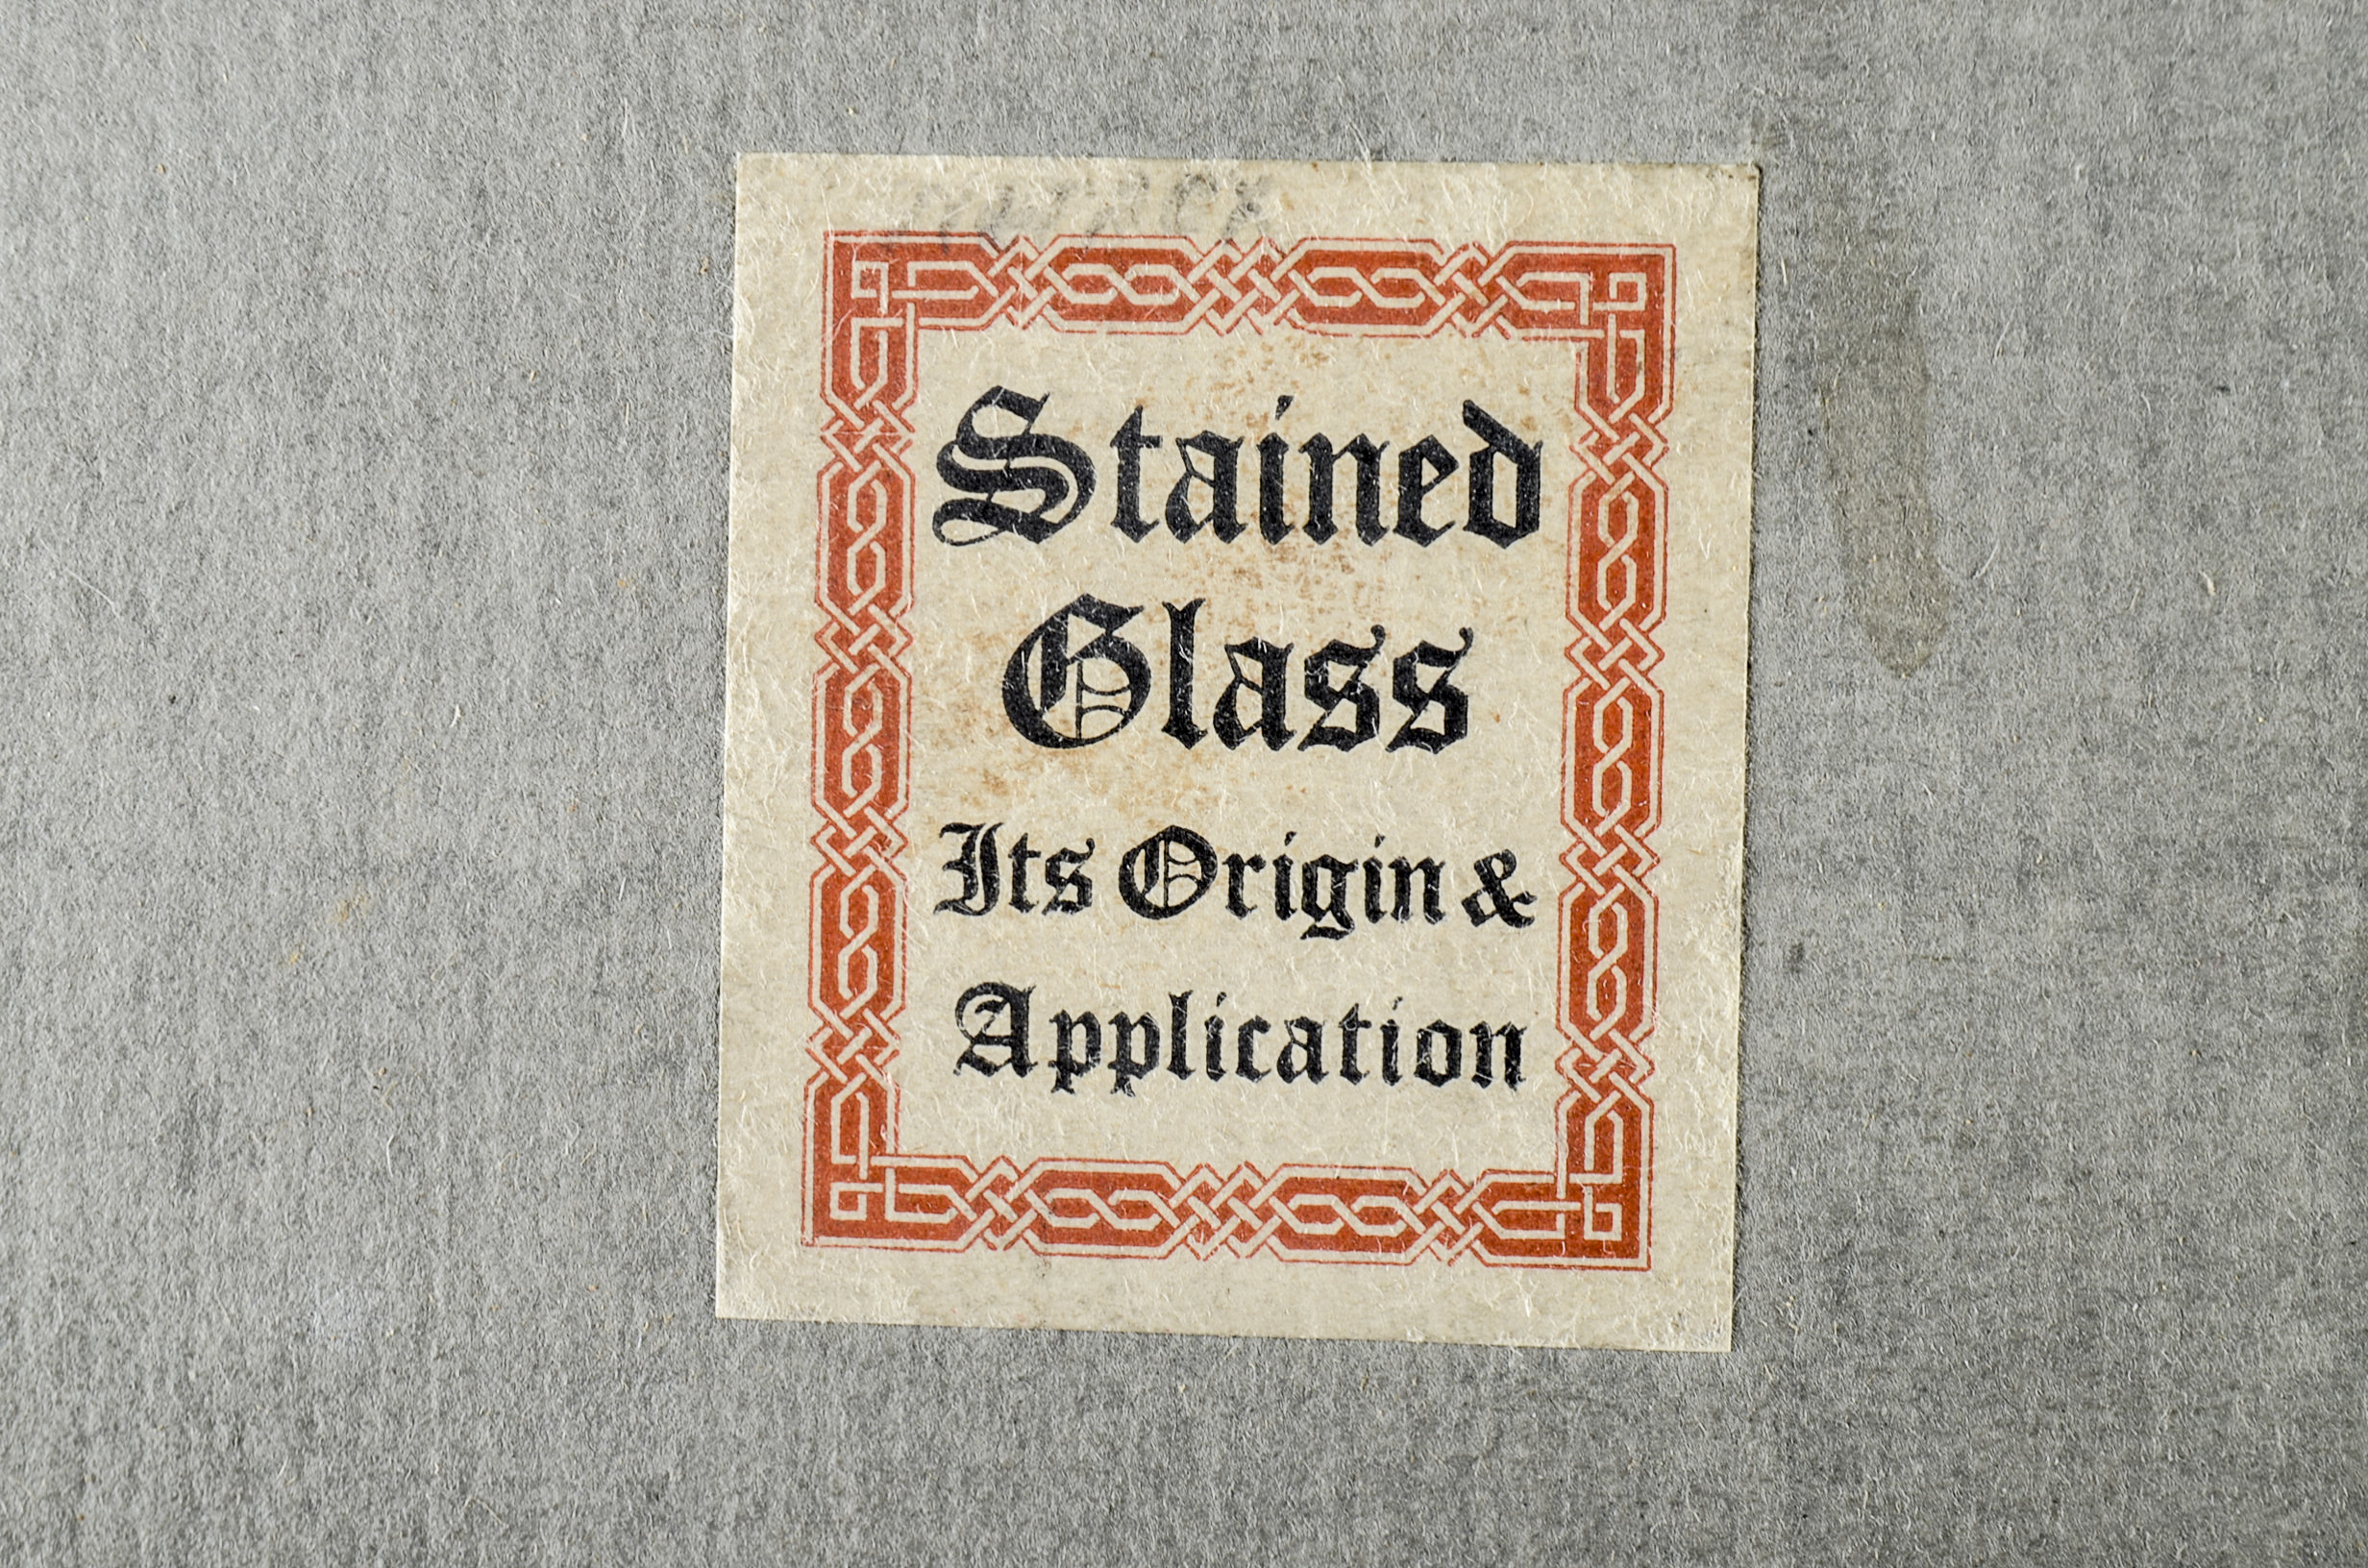 Stained
Glass
Its Origin &
Application